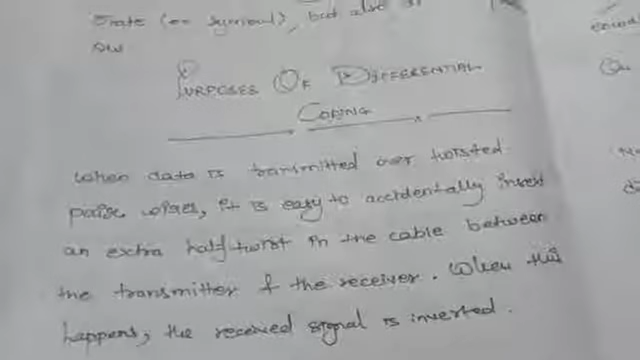 State (or symbol), but also
PURPOSES OF DIFFERENTIAL
CODING
When data is transmitted over twisted
paire wires, it is easy to accidentally insert
an extra half twist in the cable between
the transmitter & the receiver. When this
happens, the received signal is inverted.